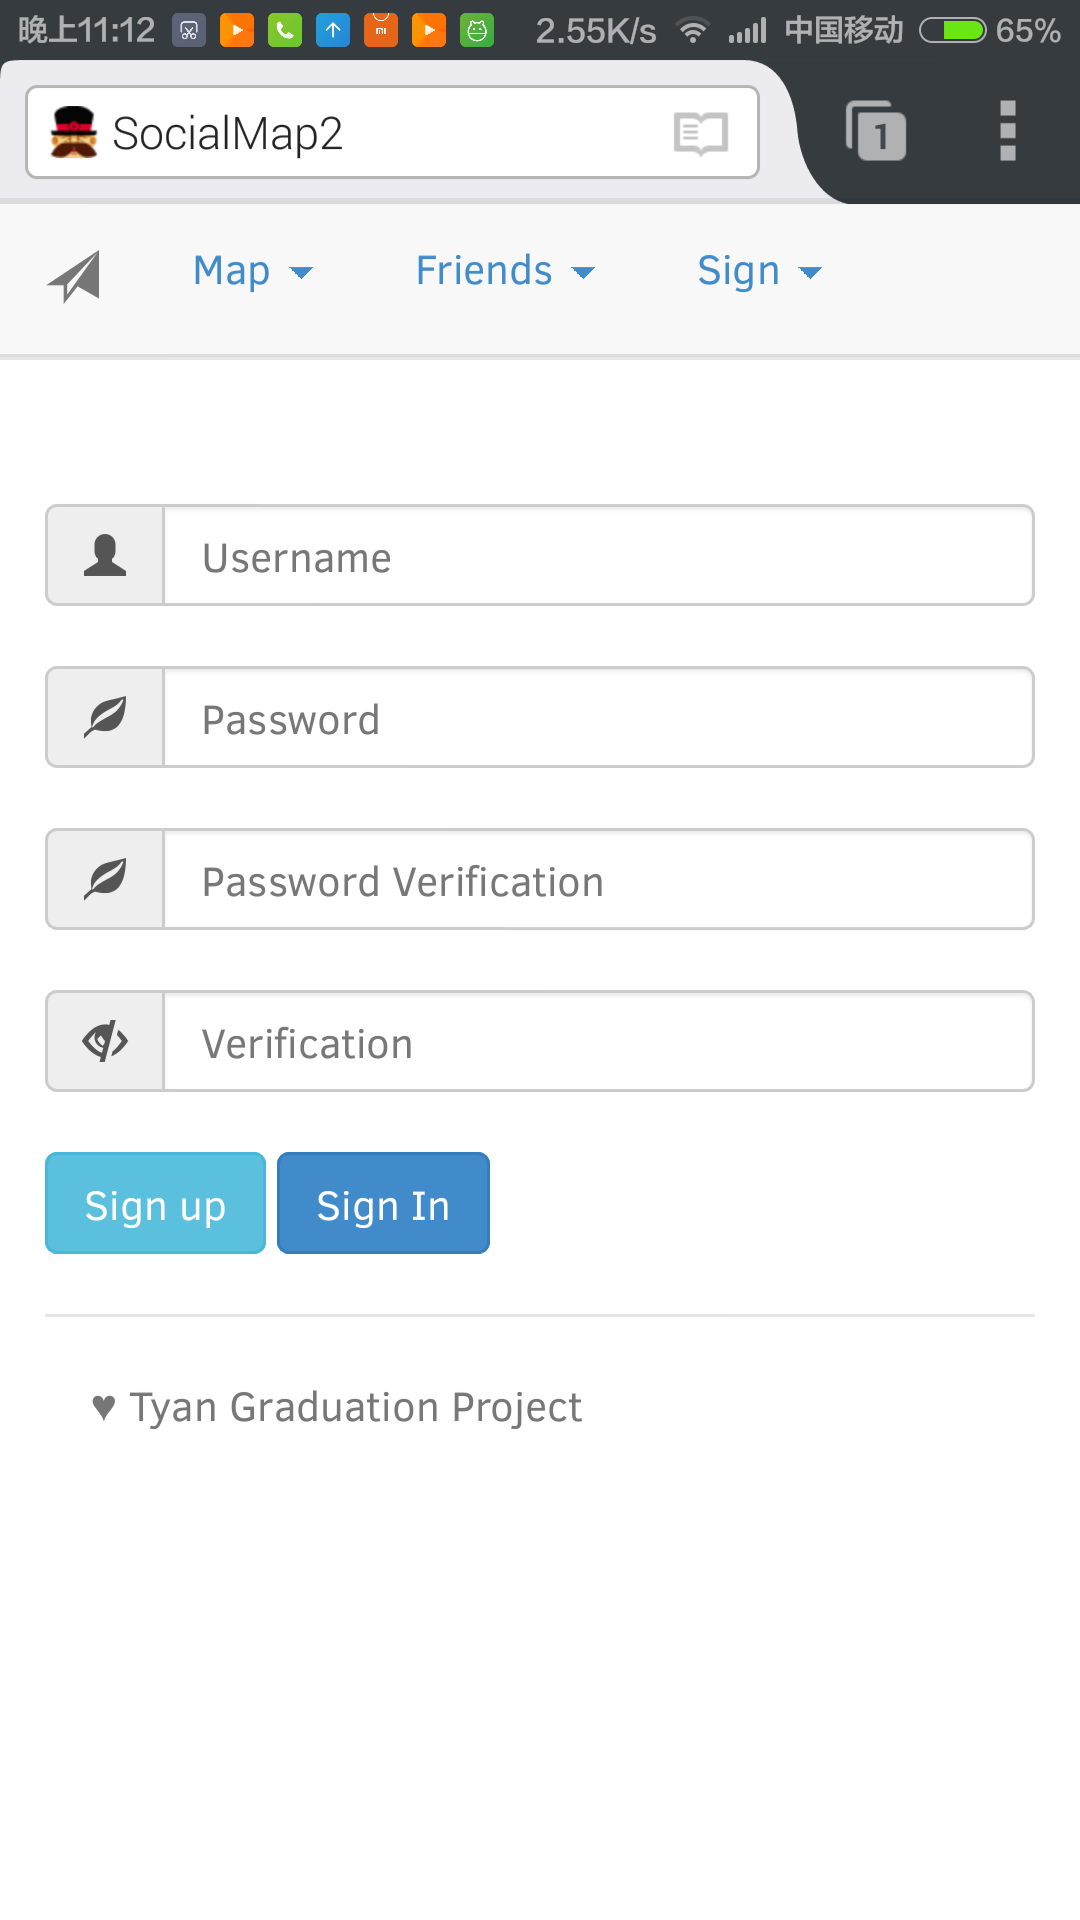 晚上11:12 2.55K/s 中国移动 65%
SocialMap2 1
Map Friends Sign
Username
Password
Password Verification
Verification
Sign up Sign In
♥ Tyan Graduation Project